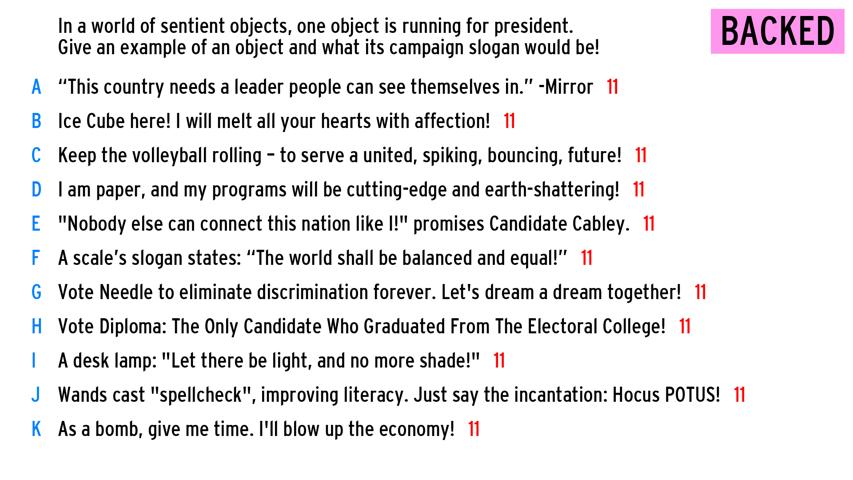 In a world of sentient objects, one object is running for president.
Give an example of an object and what its campaign slogan would be!
BACKED
A “This country needs a leader people can see themselves in.” -Mirror 11
B Ice Cube here! I will melt all your hearts with affection! 11
C Keep the volleyball rolling – to serve a united, spiking, bouncing, future! 11
D I am paper, and my programs will be cutting-edge and earth-shattering! 11
E "Nobody else can connect this nation like I!" promises Candidate Cabley. 11
F A scale’s slogan states: “The world shall be balanced and equal!” 11
G Vote Needle to eliminate discrimination forever. Let's dream a dream together! 11
H Vote Diploma: The Only Candidate Who Graduated From The Electoral College! 11
I A desk lamp: "Let there be light, and no more shade!" 11
J Wands cast "spellcheck", improving literacy. Just say the incantation: Hocus POTUS! 11
K As a bomb, give me time. I'll blow up the economy! 11